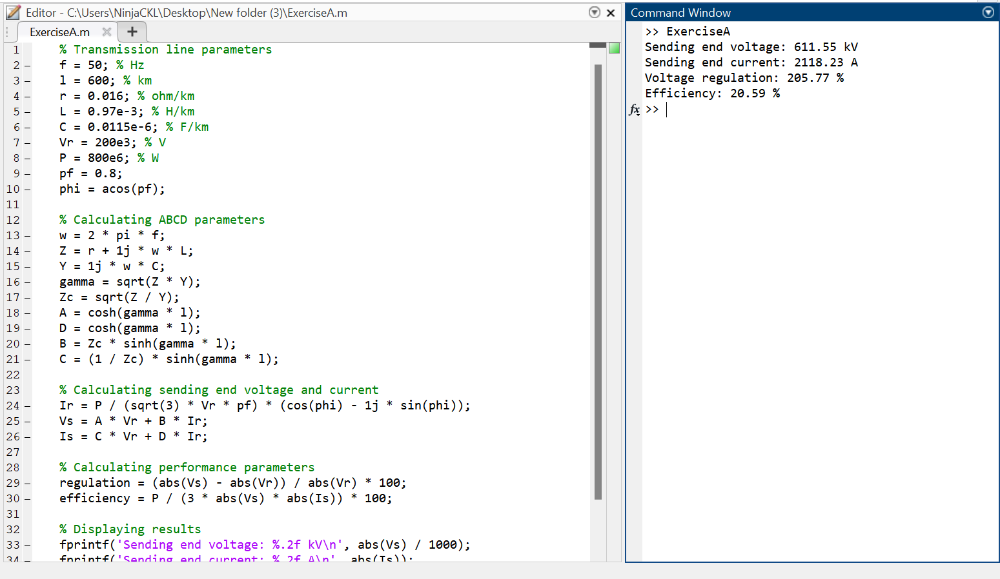 Editor - C:\Users\NinjaCKL\Desktop\New folder (3)\ExerciseA.m
ExerciseA.m
1 % Transmission line parameters
2 – f = 50; % Hz
3 – l = 600; % km
4 – r = 0.016; % ohm/km
5 – L = 0.97e-3; % H/km
6 – C = 0.0115e-6; % F/km
7 – Vr = 200e3; % V
8 – P = 800e6; % W
9 – pf = 0.8;
10 – phi = acos(pf);
11
12 % Calculating ABCD parameters
13 – w = 2 * pi * f;
14 – Z = r + 1j * w * L;
15 – Y = 1j * w * C;
16 – gamma = sqrt(Z * Y);
17 – Zc = sqrt(Z / Y);
18 – A = cosh(gamma * l);
19 – D = cosh(gamma * l);
20 – B = Zc * sinh(gamma * l);
21 – C = (1 / Zc) * sinh(gamma * l);
22
23 % Calculating sending end voltage and current
24 – Ir = P / (sqrt(3) * Vr * pf) * (cos(phi) - 1j * sin(phi));
25 – Vs = A * Vr + B * Ir;
26 – Is = C * Vr + D * Ir;
27
28 % Calculating performance parameters
29 – regulation = (abs(Vs) - abs(Vr)) / abs(Vr) * 100;
30 – efficiency = P / (3 * abs(Vs) * abs(Is)) * 100;
31
32 % Displaying results
33 – fprintf('Sending end voltage: %.2f kV\n', abs(Vs) / 1000);
34 – fprintf('Sending end current: %.2f A\n', abs(Is));
Command Window
>> ExerciseA
Sending end voltage: 611.55 kV
Sending end current: 2118.23 A
Voltage regulation: 205.77 %
Efficiency: 20.59 %
fx >>